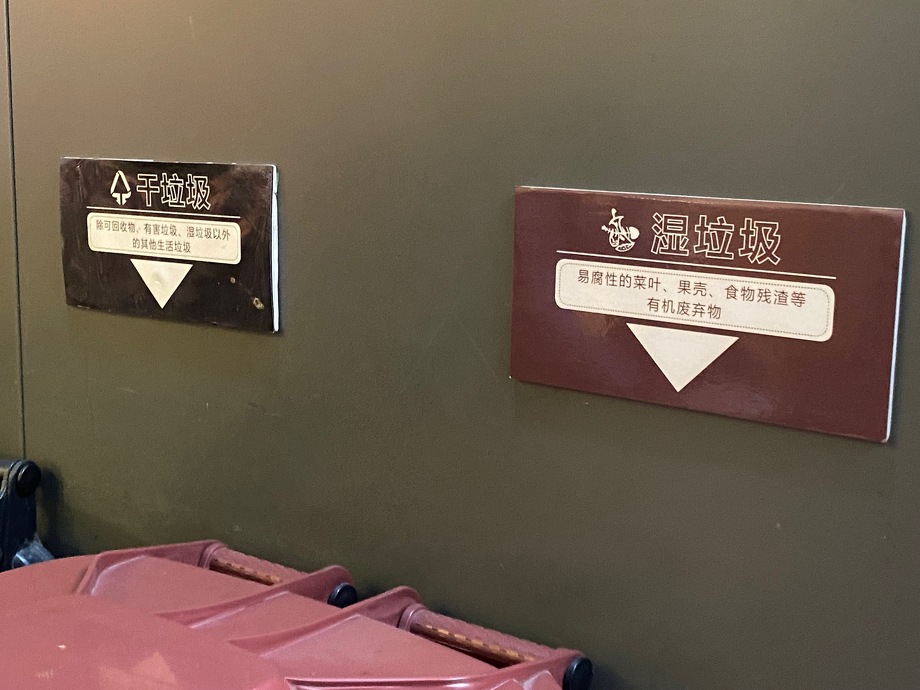 干垃圾
除可回收物、有害垃圾、湿垃圾以外
的其他生活垃圾
湿垃圾
易腐性的菜叶、果壳、食物残渣等
有机废弃物